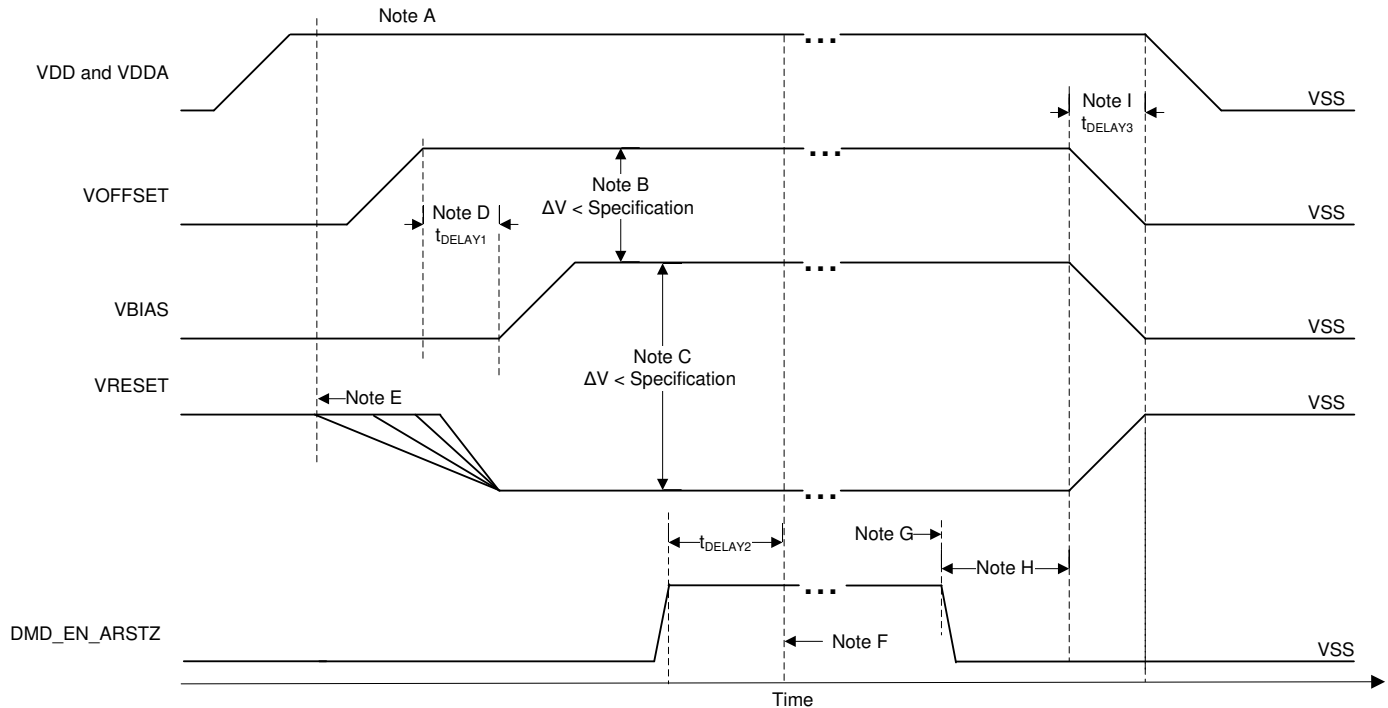 Note A
VDD and VDDA
...
VSS
Note I
tDELAY3
VOFFSET
...
Note B
ΔV < Specification
Note D
tDELAY1
VSS
VBIAS
...
VSS
Note C
ΔV < Specification
VRESET
Note E
VSS
...
tDELAY2
Note G
Note H
...
DMD_EN_ARSTZ
Note F
VSS
Time